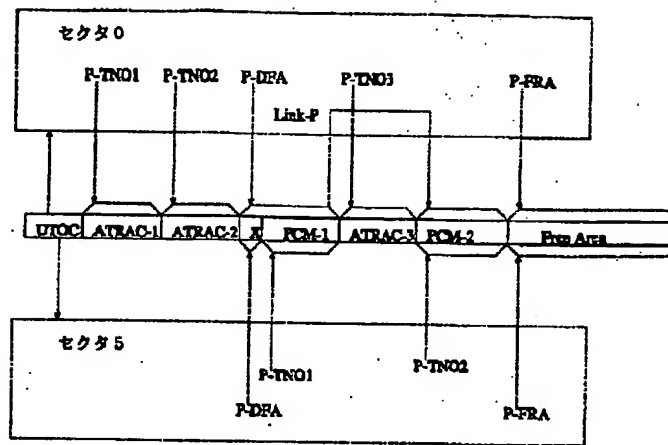 セクタ0
P-TNO1 P-TNO2 P-DFA P-TNO3 P-FRA
Link-P
UTOC ATRAC-1 ATRAC-2 X PCM-1 ATRAC-3 PCM-2 Free Area
セクタ5
P-TNO1 P-TNO2
P-DFA P-FRA